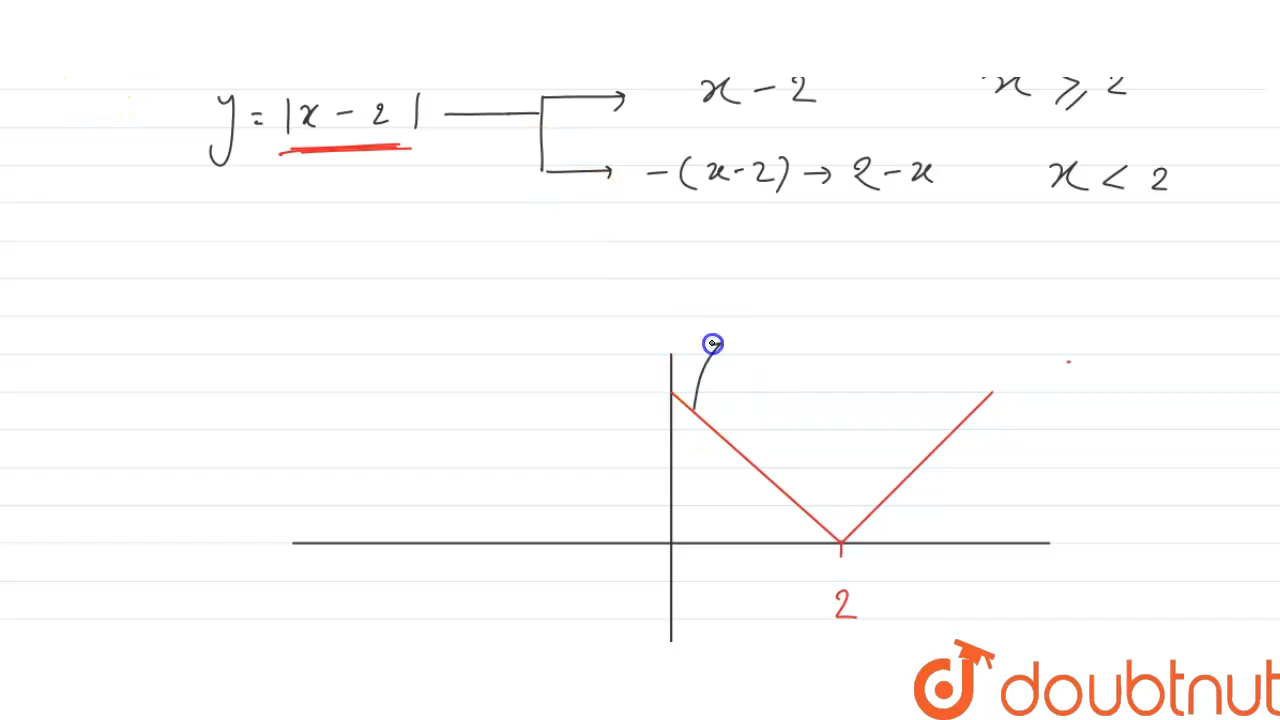 y = |x - 2| → x - 2 x ≥ 2
→ -(x-2) → 2-x x < 2
2
doubtnut